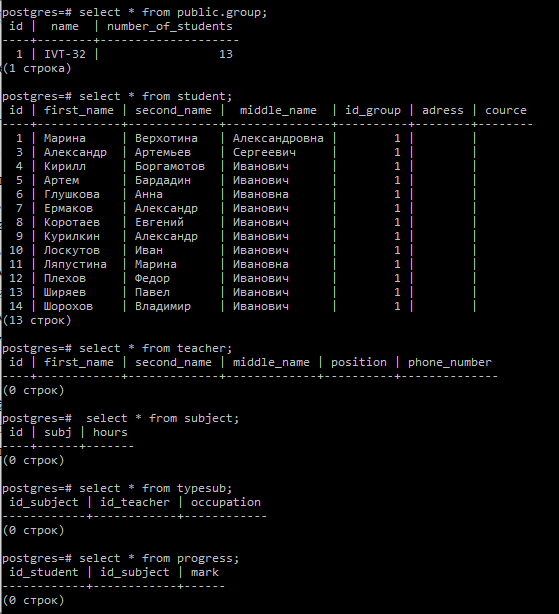 postgres=# select * from public.group;
 id |  name  | number_of_students
----+--------+--------------------
  1 | IVT-32 |                 13
(1 строка)
postgres=# select * from student;
 id | first_name | second_name |  middle_name  | id_group | adress | cource
----+------------+-------------+---------------+----------+--------+--------
  1 | Марина     | Верхотина   | Александровна |        1 |        |
  3 | Александр  | Артемьев    | Сергеевич     |        1 |        |
  4 | Кирилл     | Боргамотов  | Иванович      |        1 |        |
  5 | Артем      | Бардадин    | Иванович      |        1 |        |
  6 | Глушкова   | Анна        | Ивановна      |        1 |        |
  7 | Ермаков    | Александр   | Иванович      |        1 |        |
  8 | Коротаев   | Евгений     | Иванович      |        1 |        |
  9 | Курилкин   | Александр   | Иванович      |        1 |        |
 10 | Лоскутов   | Иван        | Иванович      |        1 |        |
 11 | Ляпустина  | Марина      | Ивановна      |        1 |        |
 12 | Плехов     | Федор       | Иванович      |        1 |        |
 13 | Ширяев     | Павел       | Иванович      |        1 |        |
 14 | Шорохов    | Владимир    | Иванович      |        1 |        |
(13 строк)
postgres=# select * from teacher;
 id | first_name | second_name | middle_name | position | phone_number
----+------------+-------------+-------------+----------+--------------
(0 строк)
postgres=#  select * from subject;
 id | subj | hours
----+------+-------
(0 строк)
postgres=# select * from typesub;
 id_subject | id_teacher | occupation
------------+------------+------------
(0 строк)
postgres=# select * from progress;
 id_student | id_subject | mark
------------+------------+------
(0 строк)